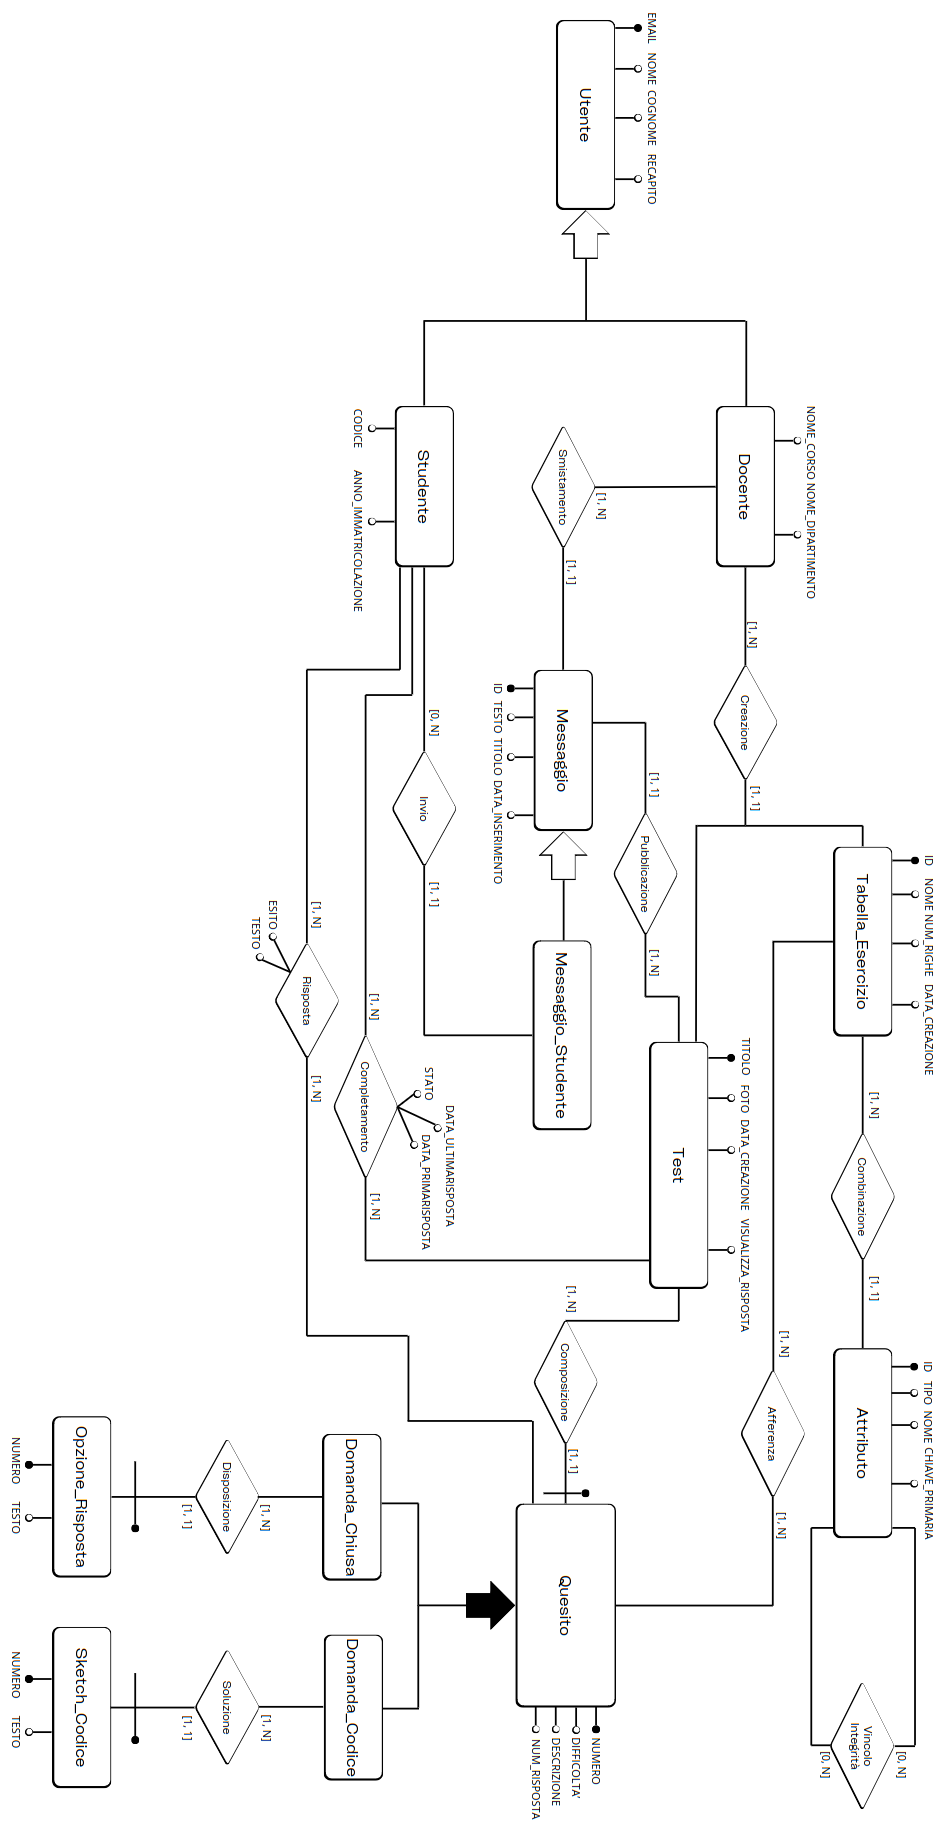 EMAIL
NOME
COGNOME
RECAPITO
Utente
NOME_CORSO
NOME_DIPARTIMENTO
Docente
CODICE
ANNO_IMMATRICOLAZIONE
Studente
Smistamento
[1, N]
[1, 1]
[1, N]
Creazione
[1, 1]
ID
TESTO
TITOLO
DATA_INSERIMENTO
Messaggio
[1, 1]
Pubblicazione
[1, N]
[0, N]
Invio
[1, 1]
Messaggio_Studente
ID
NOME
NUM_RIGHE
DATA_CREAZIONE
Tabella_Esercizio
[1, N]
Risposta
ESITO
TESTO
[1, N]
[1, N]
Completamento
STATO
DATA_ULTIMARISPOSTA
DATA_PRIMARISPOSTA
[1, N]
TITOLO
FOTO
DATA_CREAZIONE
VISUALIZZA_RISPOSTA
Test
[1, N]
Combinazione
[1, 1]
[1, N]
Composizione
[1, 1]
[1, N]
Afferenza
[1, N]
ID
TIPO
NOME
CHIAVE_PRIMARIA
Attributo
Vincolo
Integrità
[0, N]
[0, N]
Quesito
NUMERO
DIFFICOLTA'
DESCRIZIONE
NUM_RISPOSTA
Domanda_Chiusa
[1, N]
Disposizione
[1, 1]
Opzione_Risposta
NUMERO
TESTO
Domanda_Codice
[1, N]
Soluzione
[1, 1]
Sketch_Codice
NUMERO
TESTO